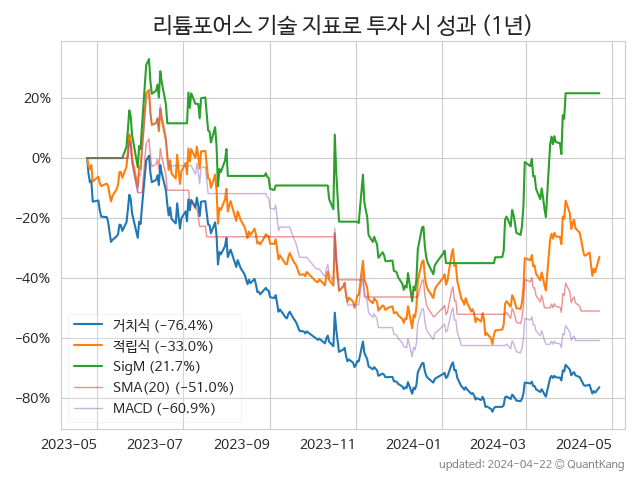 리튬포어스 기술 지표로 투자 시 성과 (1년)
20%
0%
−20%
−40%
−60%
−80%
거치식 (−76.4%)
적립식 (−33.0%)
SigM (21.7%)
SMA(20) (−51.0%)
MACD (−60.9%)
2023-05 2023-07 2023-09 2023-11 2024-01 2024-03 2024-05
updated: 2024-04-22 © QuantKang